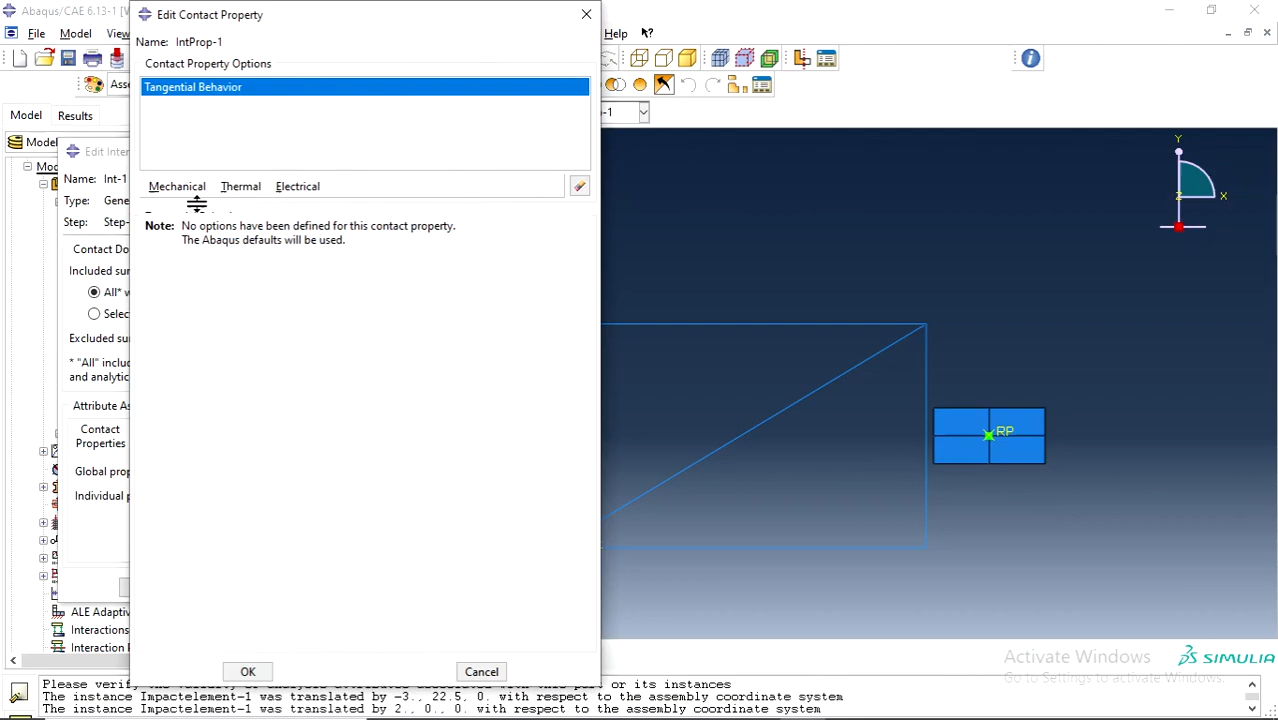 Abaqus/CAE 6.13-1 [
Edit Contact Property
File Model Help
Name: IntProp-1
Contact Property Options
Tangential Behavior
Model Results
Name: Int-1
Type: Gene
Step: Step-
Mechanical Thermal Electrical
Note: No options have been defined for this contact property.
The Abaqus defaults will be used.
Contact Do
Included sur
All* w
Selec
Excluded su
* "All" inclu
and analytic
Attribute As
Contact
Properties
Global prop
Individual p
RP
Y
Z
X
ALE Adaptiv
Interactions
Interaction P
OK Cancel
Activate Windows
Go to Settings to activate Windows.
SIMULIA
The instance Impactelement-1 was translated by -3., 22.5, 0. with respect to the assembly coordinate system
The instance Impactelement-1 was translated by 2., 0., 0. with respect to the assembly coordinate system